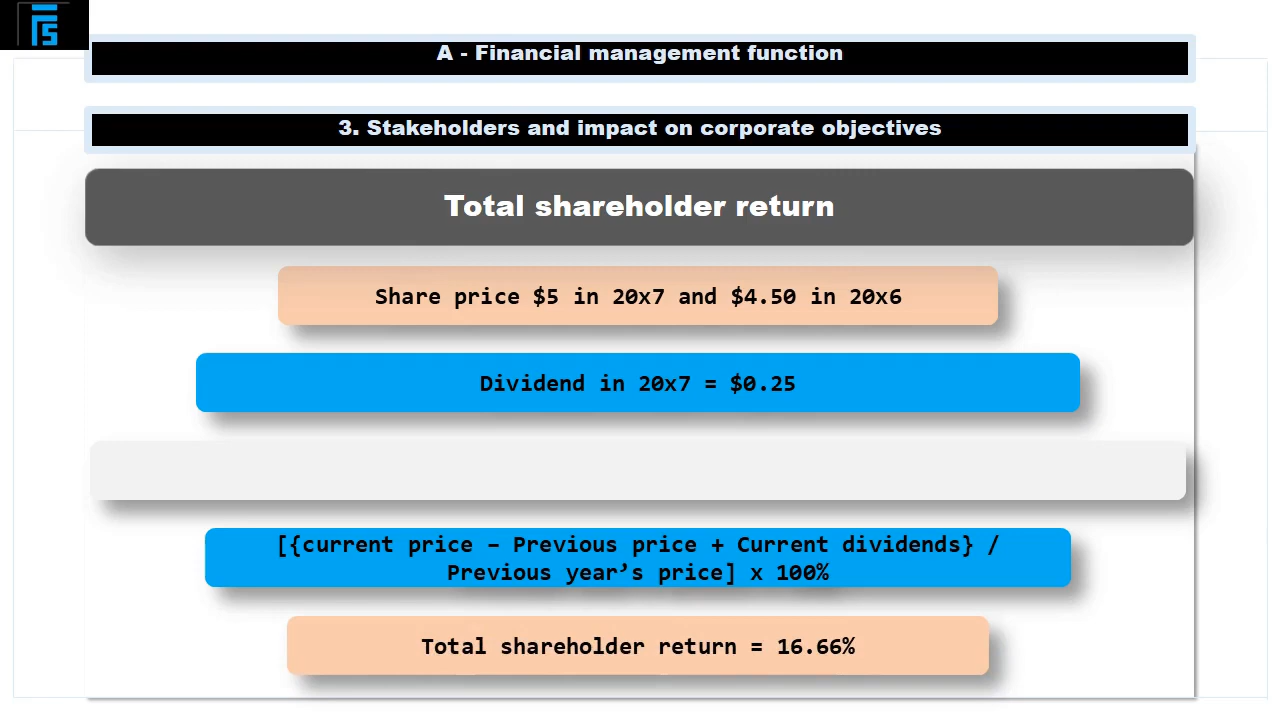 A - Financial management function
3. Stakeholders and impact on corporate objectives
Total shareholder return
Share price $5 in 20x7 and $4.50 in 20x6
Dividend in 20x7 = $0.25
[{current price – Previous price + Current dividends} /
Previous year’s price] x 100%
Total shareholder return = 16.66%